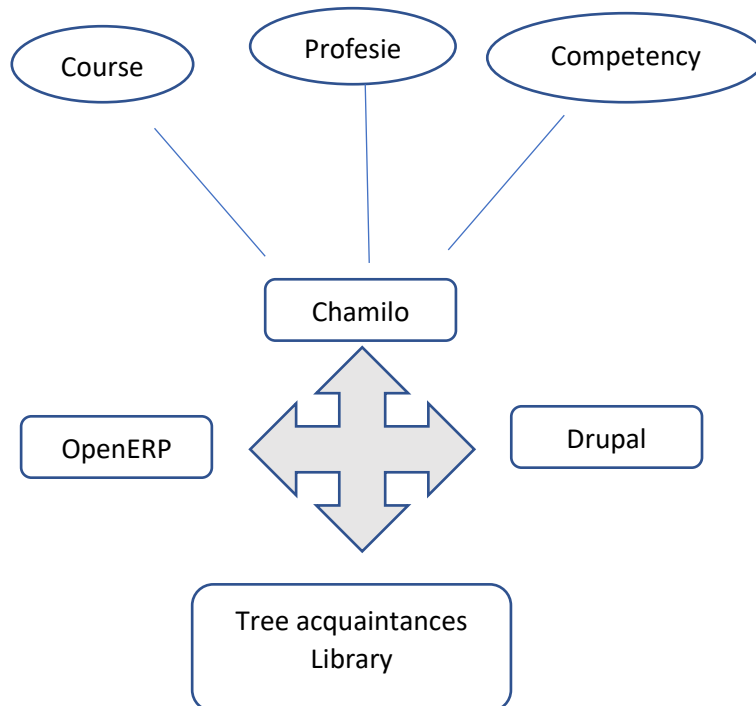 Course
Profesie
Competency
Chamilo
OpenERP
Drupal
Tree acquaintances
Library